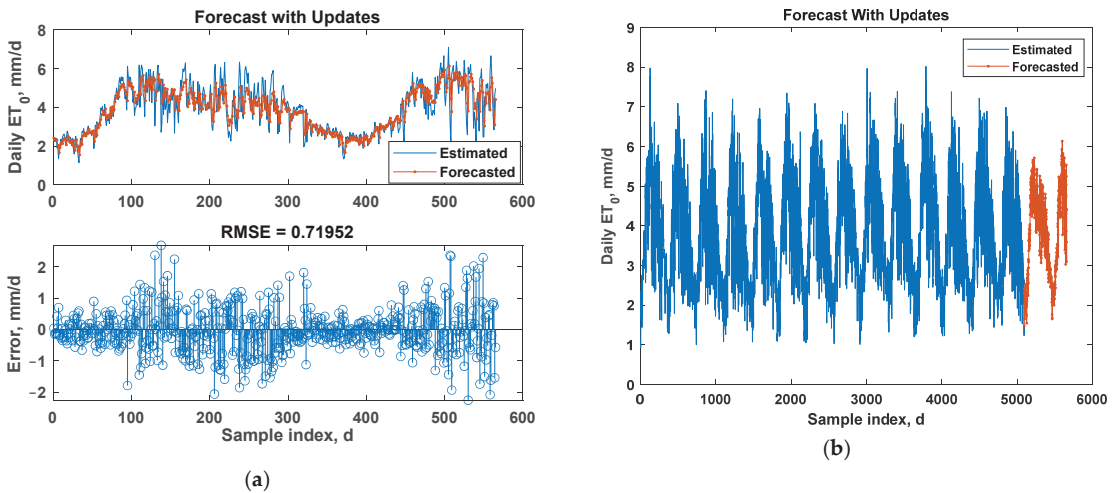 Forecast with Updates
Daily ET0, mm/d
8
6
4
2
0
Estimated
Forecasted
0 100 200 300 400 500 600
RMSE = 0.71952
Error, mm/d
2
1
0
−1
−2
0 100 200 300 400 500 600
Sample index, d
(a)
Forecast With Updates
Daily ET0, mm/d
9
8
7
6
5
4
3
2
1
0
Estimated
Forecasted
0 1000 2000 3000 4000 5000 6000
Sample index, d
(b)